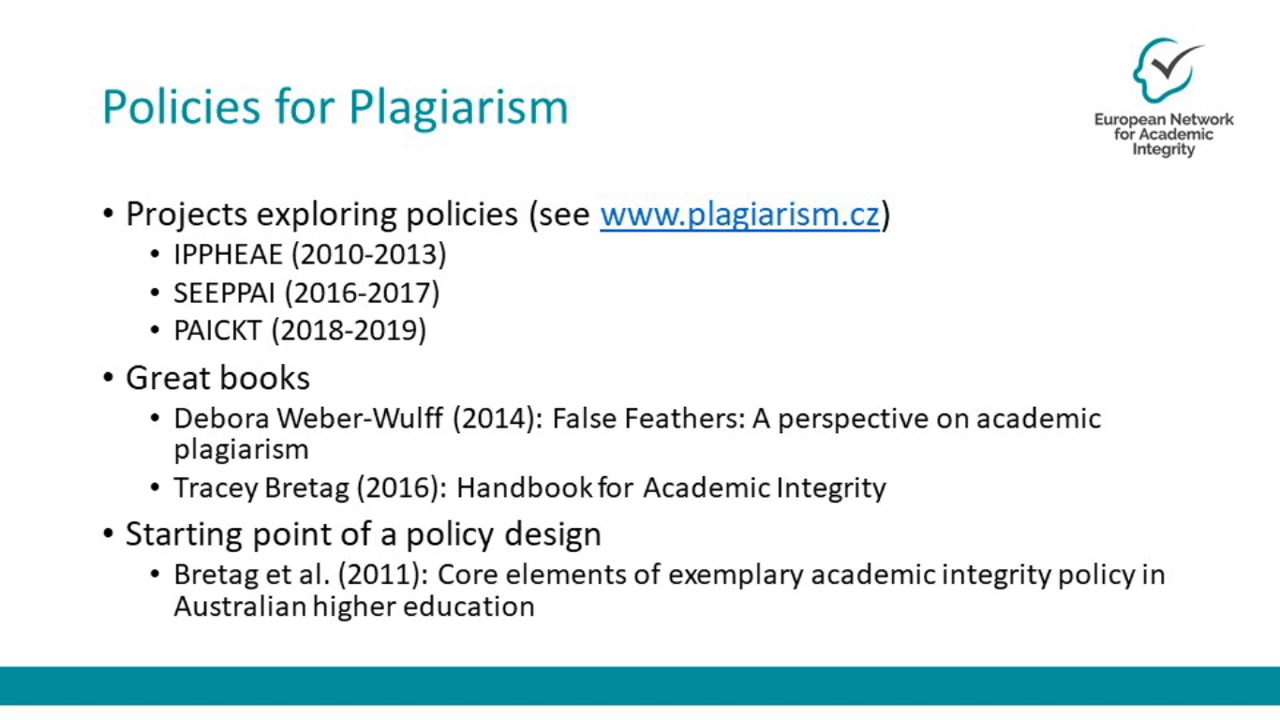 Policies for Plagiarism
European Network
for Academic
Integrity
• Projects exploring policies (see www.plagiarism.cz)
• IPPHEAE (2010-2013)
• SEEPPAI (2016-2017)
• PAICKT (2018-2019)
• Great books
• Debora Weber-Wulff (2014): False Feathers: A perspective on academic
plagiarism
• Tracey Bretag (2016): Handbook for Academic Integrity
• Starting point of a policy design
• Bretag et al. (2011): Core elements of exemplary academic integrity policy in
Australian higher education